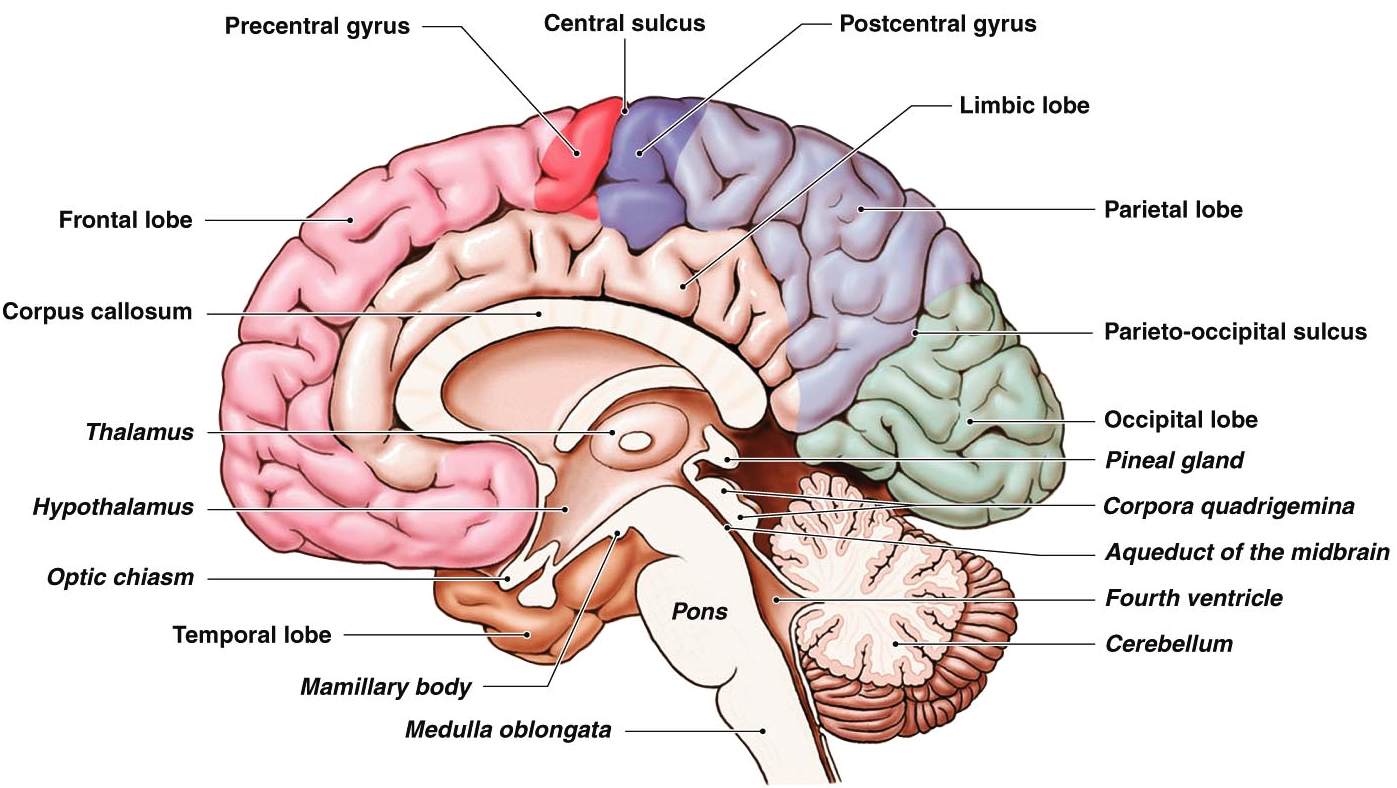 Precentral gyrus
Central sulcus
Postcentral gyrus
Limbic lobe
Frontal lobe
Parietal lobe
Corpus callosum
Parieto-occipital sulcus
Thalamus
Occipital lobe
Pineal gland
Hypothalamus
Corpora quadrigemina
Aqueduct of the midbrain
Optic chiasm
Fourth ventricle
Pons
Temporal lobe
Cerebellum
Mamillary body
Medulla oblongata